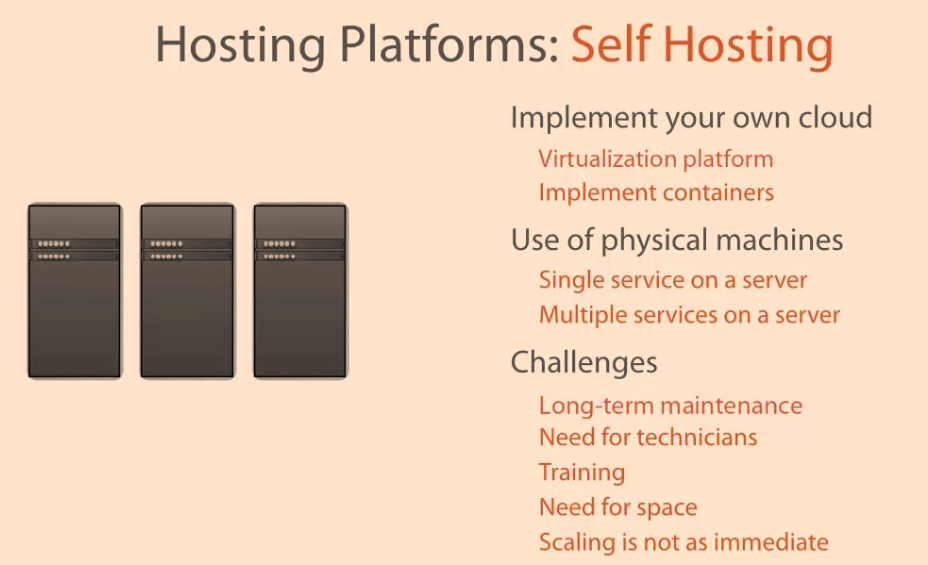 Hosting Platforms: Self Hosting
Implement your own cloud
Virtualization platform
Implement containers
Use of physical machines
Single service on a server
Multiple services on a server
Challenges
Long-term maintenance
Need for technicians
Training
Need for space
Scaling is not as immediate